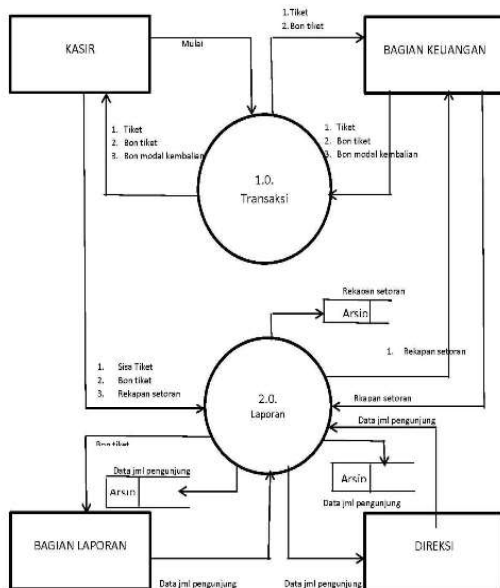 1. Tiket
2. Bon tiket
KASIR
Mulai
BAGIAN KEUANGAN
1. Tiket
2. Bon tiket
3. Bon modal kembalian
1. Tiket
2. Bon tiket
3. Bon modal kembalian
1.0.
Transaksi
Rekapan setoran
Arsip
1. Rekapan setoran
1. Sisa Tiket
2. Bon tiket
3. Rekapan setoran
2.0.
Laporan
Rkapan setoran
Data jml pengunjung
Bon tiket
Data jml pengunjung
Arsip
Arsip
Data jml pengunjung
BAGIAN LAPORAN
DIREKSI
Data jml pengunjung
Data jml pengunjung